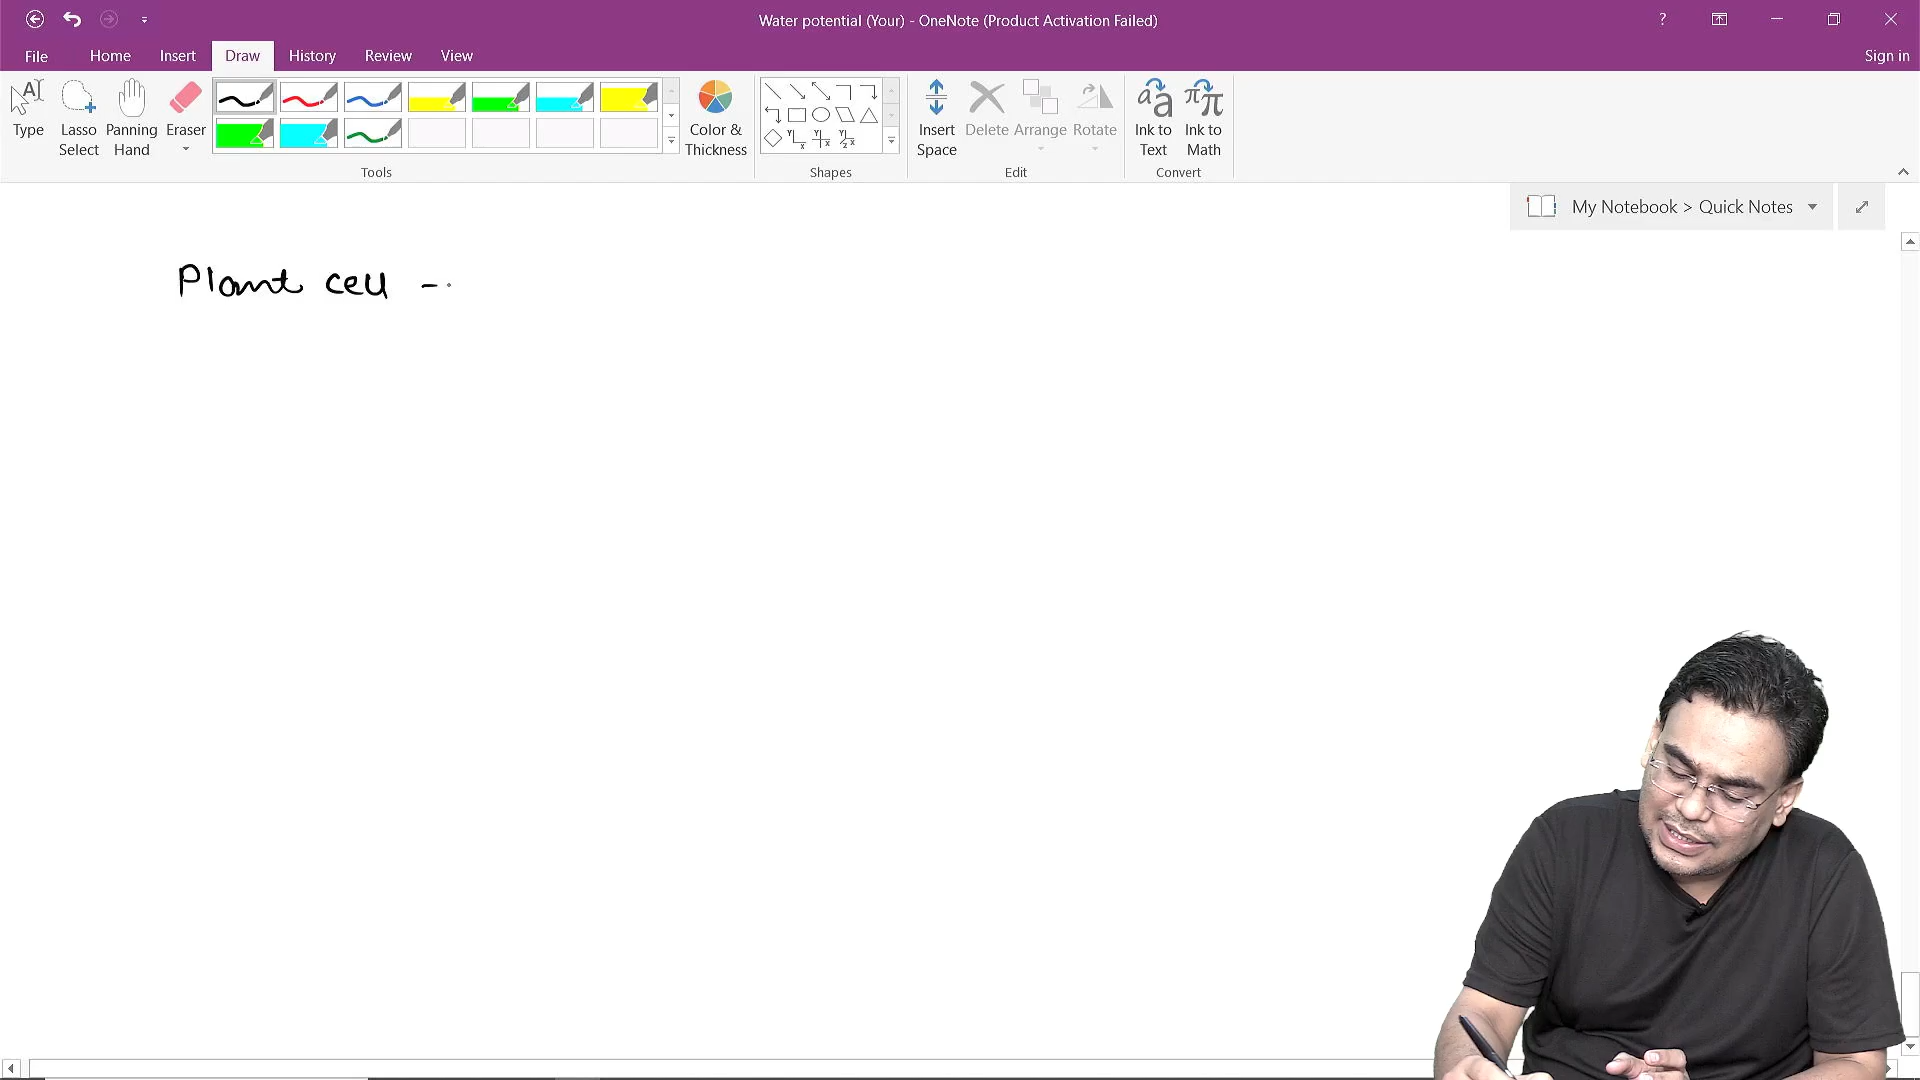 Water potential (Your) - OneNote (Product Activation Failed)
?
File Home Insert Draw History Review View
Sign in
Type
Lasso Select
Panning Hand
Eraser
Color & Thickness
Insert Space
Delete
Arrange
Rotate
Ink to Text
Ink to Math
Tools
Shapes
Edit
Convert
My Notebook > Quick Notes
Plant cell -